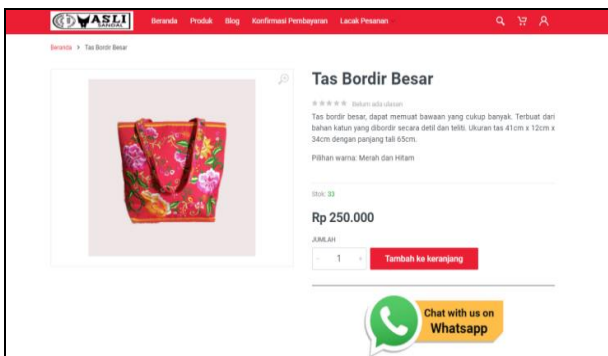 ASLI
SANDAL
Beranda Produk Blog Konfirmasi Pembayaran Lacak Pesanan
Beranda > Tas Bordir Besar
Tas Bordir Besar
Belum ada ulasan
Tas bordir besar, dapat memuat bawaan yang cukup banyak. Terbuat dari
bahan katun yang dibordir secara detil dan teliti. Ukuran tas 41cm x 12cm x
34cm dengan panjang tali 65cm.
Pilihan warna: Merah dan Hitam
Stok: 33
Rp 250.000
JUMLAH
- 1 + Tambah ke keranjang
Chat with us on
Whatsapp